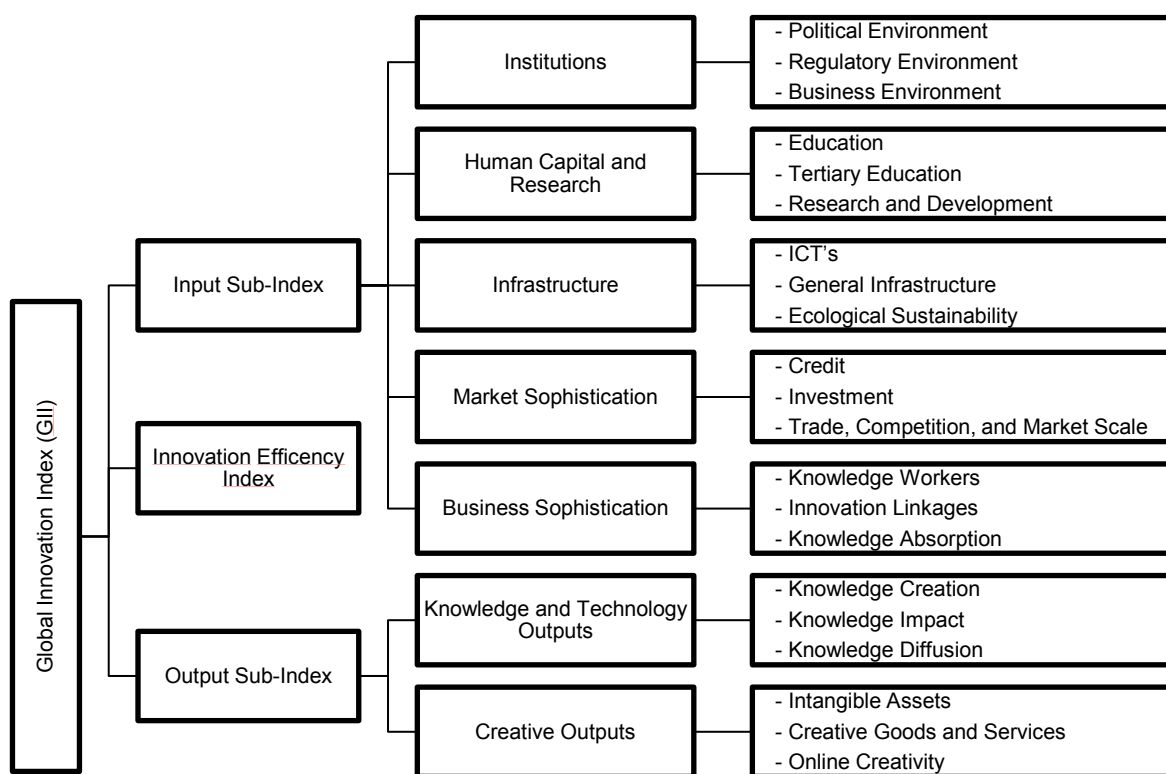 Global Innovation Index (GII)
Input Sub-Index
Innovation Efficency
Index
Output Sub-Index
Institutions
- Political Environment
- Regulatory Environment
- Business Environment
Human Capital and
Research
- Education
- Tertiary Education
- Research and Development
Infrastructure
- ICT’s
- General Infrastructure
- Ecological Sustainability
Market Sophistication
- Credit
- Investment
- Trade, Competition, and Market Scale
Business Sophistication
- Knowledge Workers
- Innovation Linkages
- Knowledge Absorption
Knowledge and Technology
Outputs
- Knowledge Creation
- Knowledge Impact
- Knowledge Diffusion
Creative Outputs
- Intangible Assets
- Creative Goods and Services
- Online Creativity